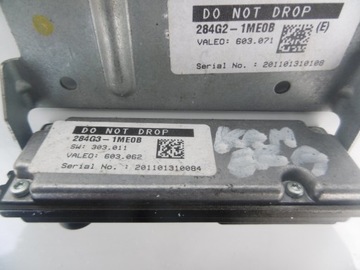 DO NOT DROP
284G2-1ME0B (E)
VALEO: 603.071
Serial No.: 201101310106
DO NOT DROP
284G3-1ME0B
SW: 303.011
VALEO: 603.062
Serial No.: 201101310084